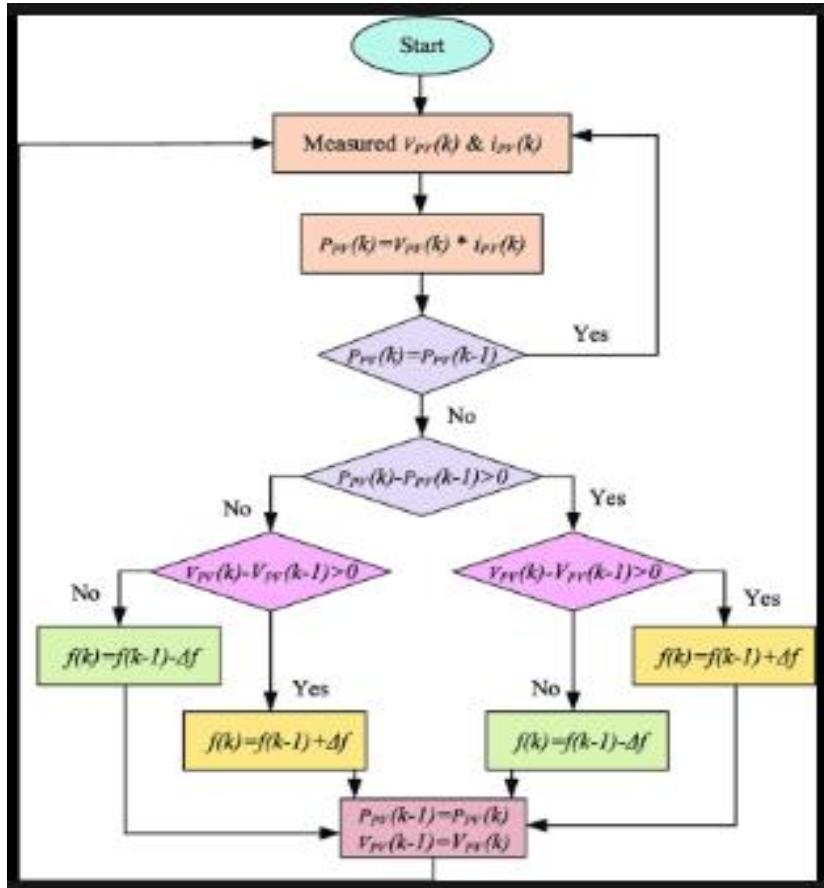 Start
Measured V_PV(k) & i_PV(k)
P_PV(k)=V_PV(k) * i_PV(k)
Yes
P_PV(k)=P_PV(k-1)
No
P_PV(k)-P_PV(k-1)>0
No
Yes
V_PV(k)-V_PV(k-1)>0
V_PV(k)-V_PV(k-1)>0
No
Yes
f(k)=f(k-1)-Δf
f(k)=f(k-1)+Δf
Yes
No
f(k)=f(k-1)+Δf
f(k)=f(k-1)-Δf
P_PV(k-1)=P_PV(k)
V_PV(k-1)=V_PV(k)